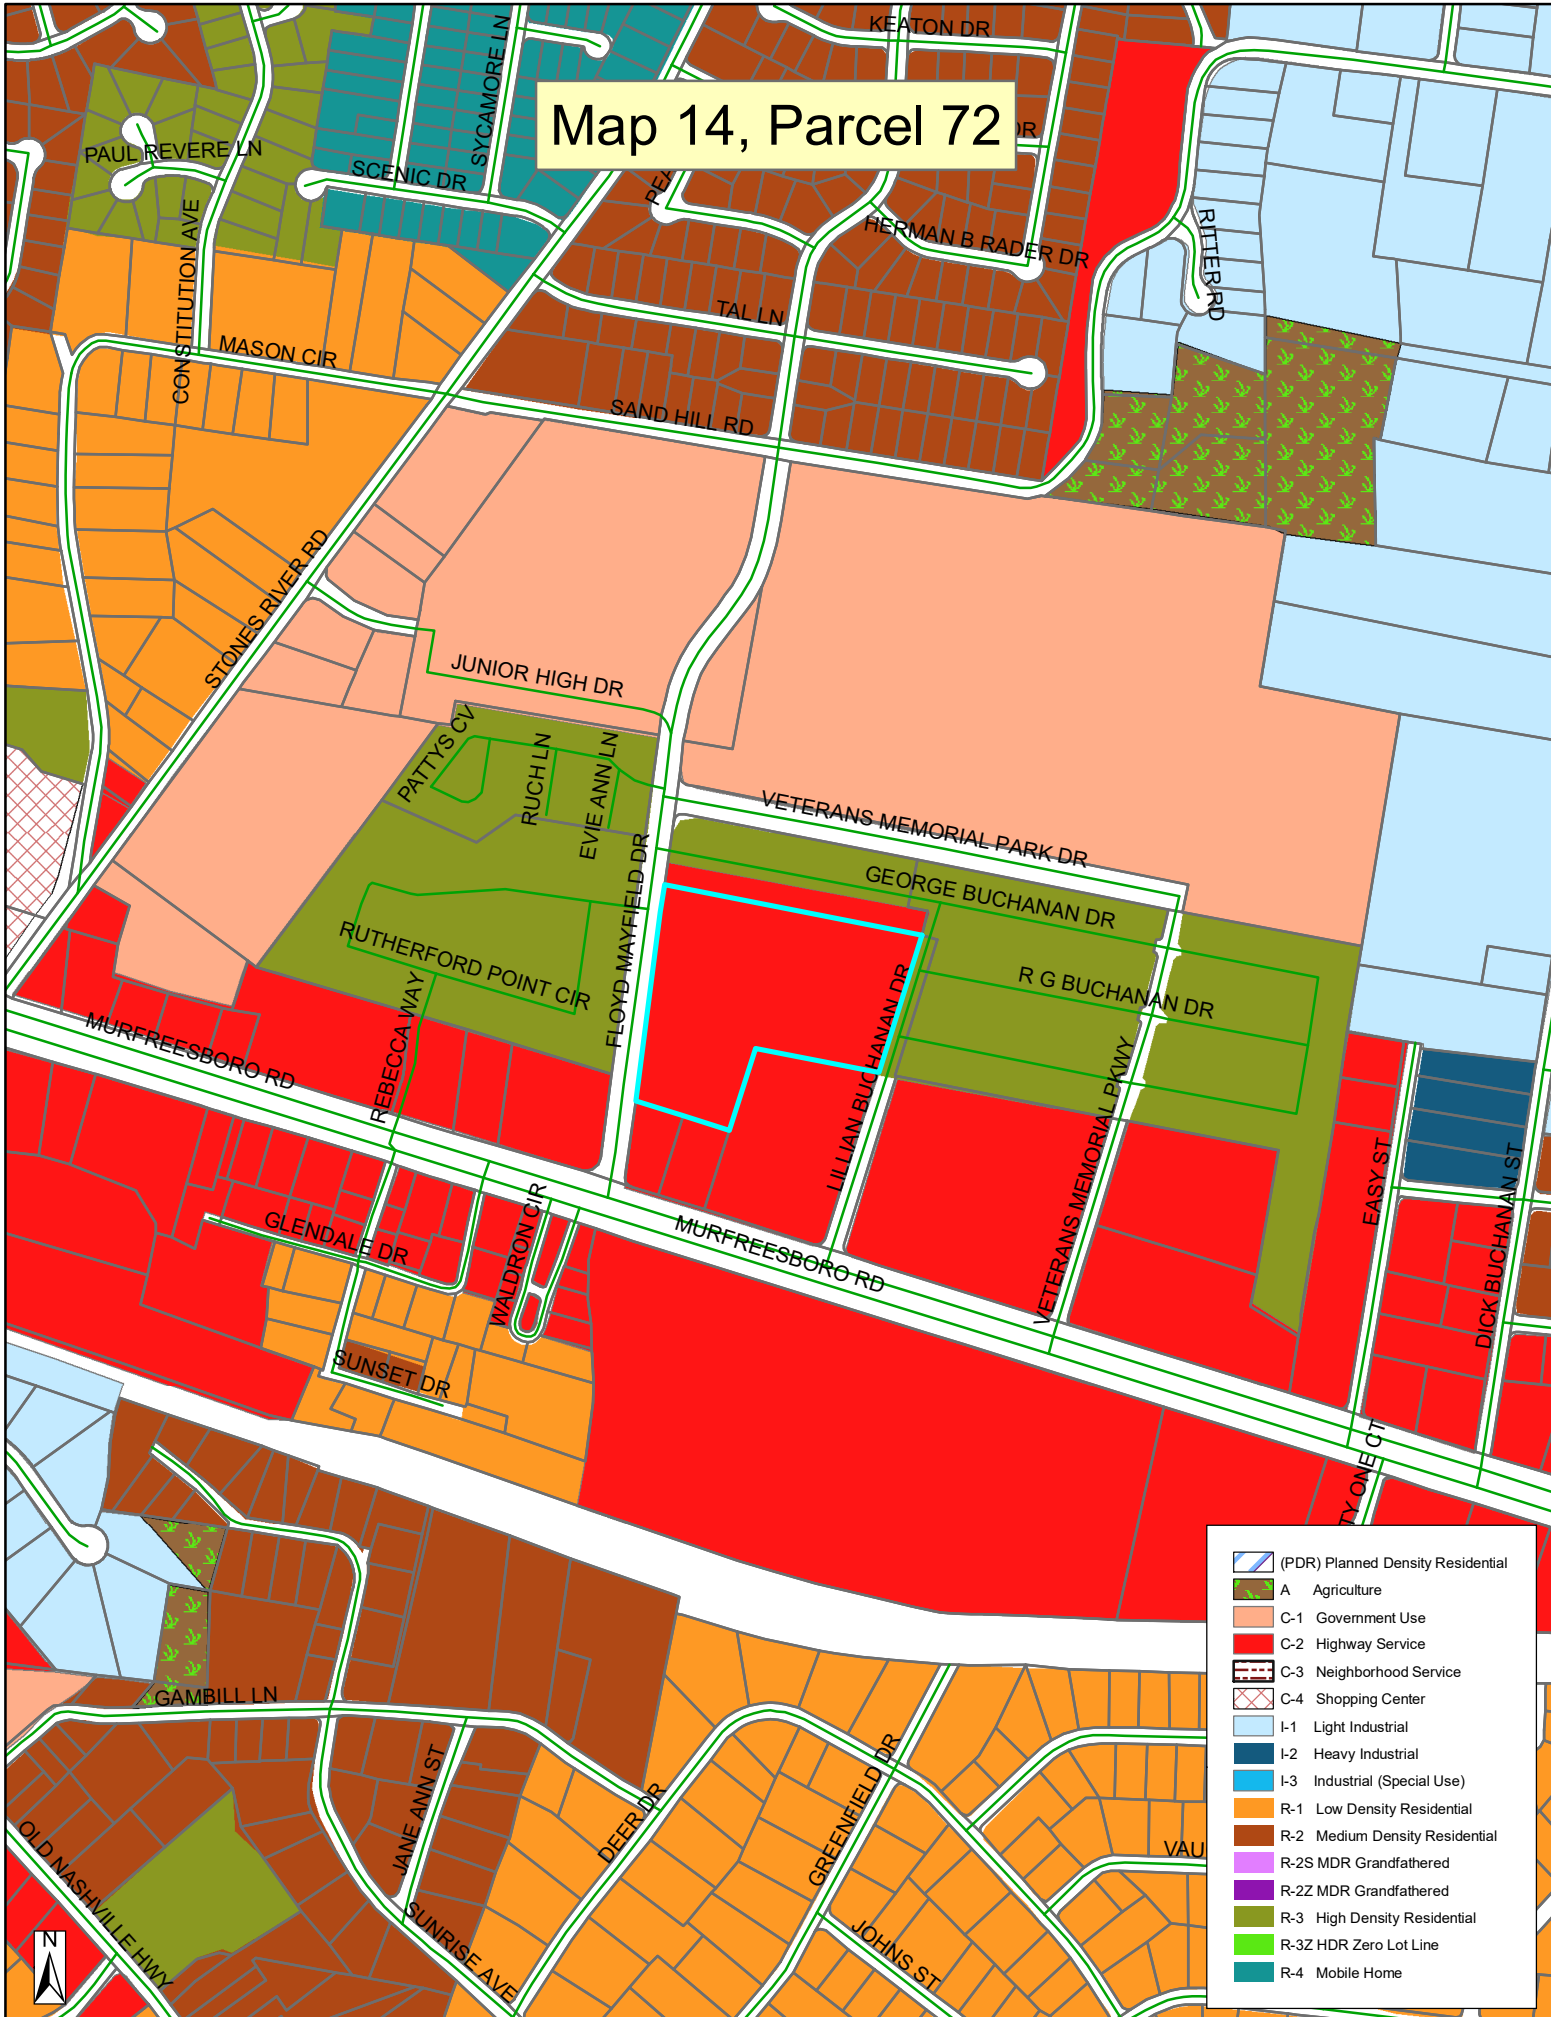 KEATON DR
SYCAMORE LN
Map 14, Parcel 72
DR
PAUL REVERE LN
SCENIC DR
PEA
CONSTITUTION AVE
HERMAN B RADER DR
RITTER RD
TAL LN
MASON CIR
SAND HILL RD
STONES RIVER RD
JUNIOR HIGH DR
PATTYS CV
RUCH LN
EVIE ANN LN
VETERANS MEMORIAL PARK DR
FLOYD MAYFIELD DR
GEORGE BUCHANAN DR
RUTHERFORD POINT CIR
R G BUCHANAN DR
REBECCA WAY
LILLIAN BUCHANAN DR
MURFREESBORO RD
VETERANS MEMORIAL PKWY
EASY ST
DICK BUCHANAN ST
GLENDALE DR
WALDRON CIR
MURFREESBORO RD
SUNSET DR
TY ONE CT
(PDR) Planned Density Residential
A Agriculture
C-1 Government Use
C-2 Highway Service
C-3 Neighborhood Service
C-4 Shopping Center
I-1 Light Industrial
I-2 Heavy Industrial
I-3 Industrial (Special Use)
R-1 Low Density Residential
R-2 Medium Density Residential
R-2S MDR Grandfathered
R-2Z MDR Grandfathered
R-3 High Density Residential
R-3Z HDR Zero Lot Line
R-4 Mobile Home
GAMBILL LN
JANE ANN ST
DEER DR
GREENFIELD DR
VAU
OLD NASHVILLE HWY
SUNRISE AVE
JOHNS ST
N